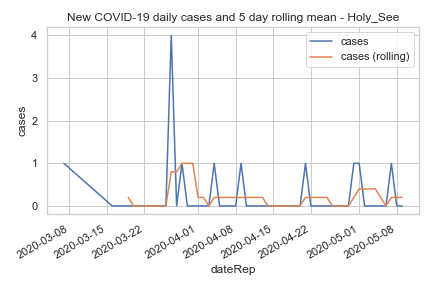 New COVID-19 daily cases and 5 day rolling mean - Holy_See
cases
cases (rolling)
4
3
2
1
0
cases
2020-03-08
2020-03-15
2020-03-22
2020-04-01
2020-04-08
2020-04-15
2020-04-22
2020-05-01
2020-05-08
dateRep